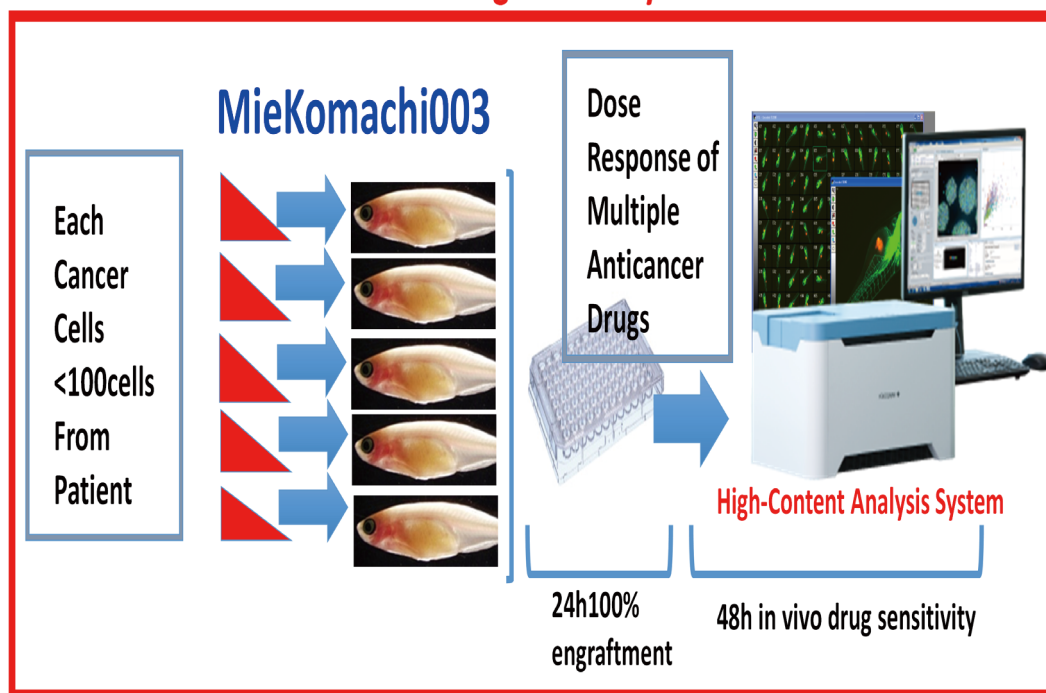 MieKomachi003
Each
Cancer
Cells
<100cells
From
Patient
Dose
Response of
Multiple
Anticancer
Drugs
High-Content Analysis System
24h100%
engraftment
48h in vivo drug sensitivity